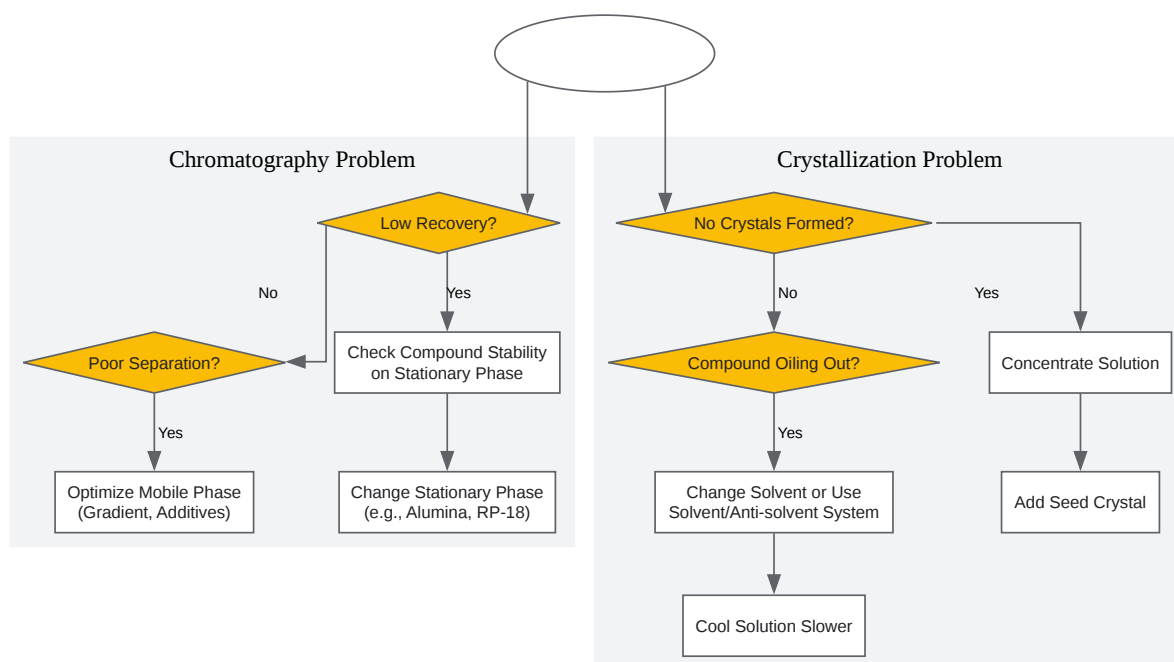 Chromatography Problem
Low Recovery?
No
Yes
Poor Separation?
Check Compound Stability
on Stationary Phase
Yes
Optimize Mobile Phase
(Gradient, Additives)
Change Stationary Phase
(e.g., Alumina, RP-18)
Crystallization Problem
No Crystals Formed?
No
Yes
Compound Oiling Out?
Concentrate Solution
Yes
Change Solvent or Use
Solvent/Anti-solvent System
Add Seed Crystal
Cool Solution Slower